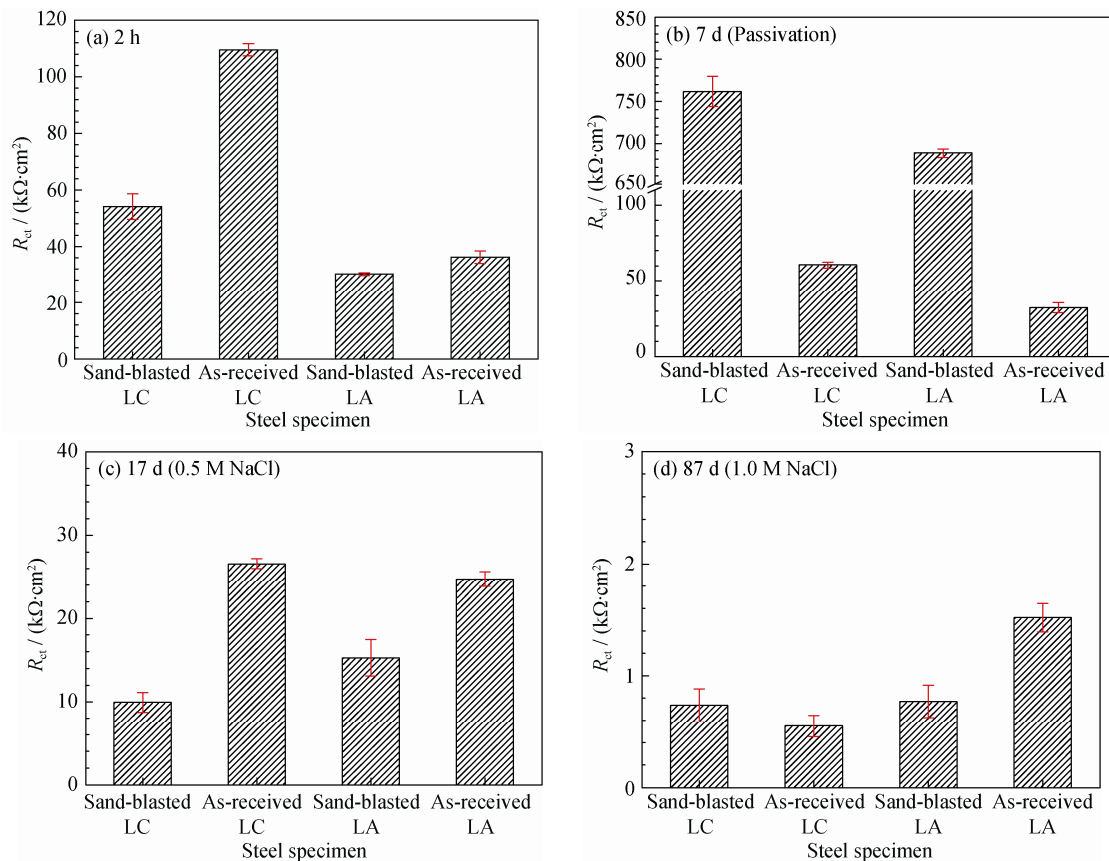 (a) 2 h
120
100
80
60
40
20
0
Rct / (kΩ·cm²)
Sand-blasted As-received Sand-blasted As-received
LC LC LA LA
Steel specimen
(b) 7 d (Passivation)
850
800
750
700
650
100
50
0
Rct / (kΩ·cm²)
Sand-blasted As-received Sand-blasted As-received
LC LC LA LA
Steel specimen
(c) 17 d (0.5 M NaCl)
40
30
20
10
0
Rct / (kΩ·cm²)
Sand-blasted As-received Sand-blasted As-received
LC LC LA LA
Steel specimen
(d) 87 d (1.0 M NaCl)
3
2
1
0
Rct / (kΩ·cm²)
Sand-blasted As-received Sand-blasted As-received
LC LC LA LA
Steel specimen